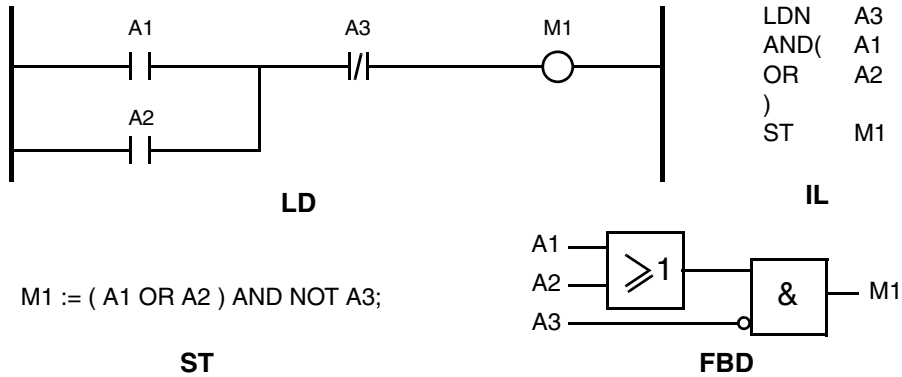 A1
A3
M1
A2
LD
LDN A3
AND( A1
OR A2
)
ST M1
IL
M1 := ( A1 OR A2 ) AND NOT A3;
ST
A1
A2
A3
⩾1
&
M1
FBD